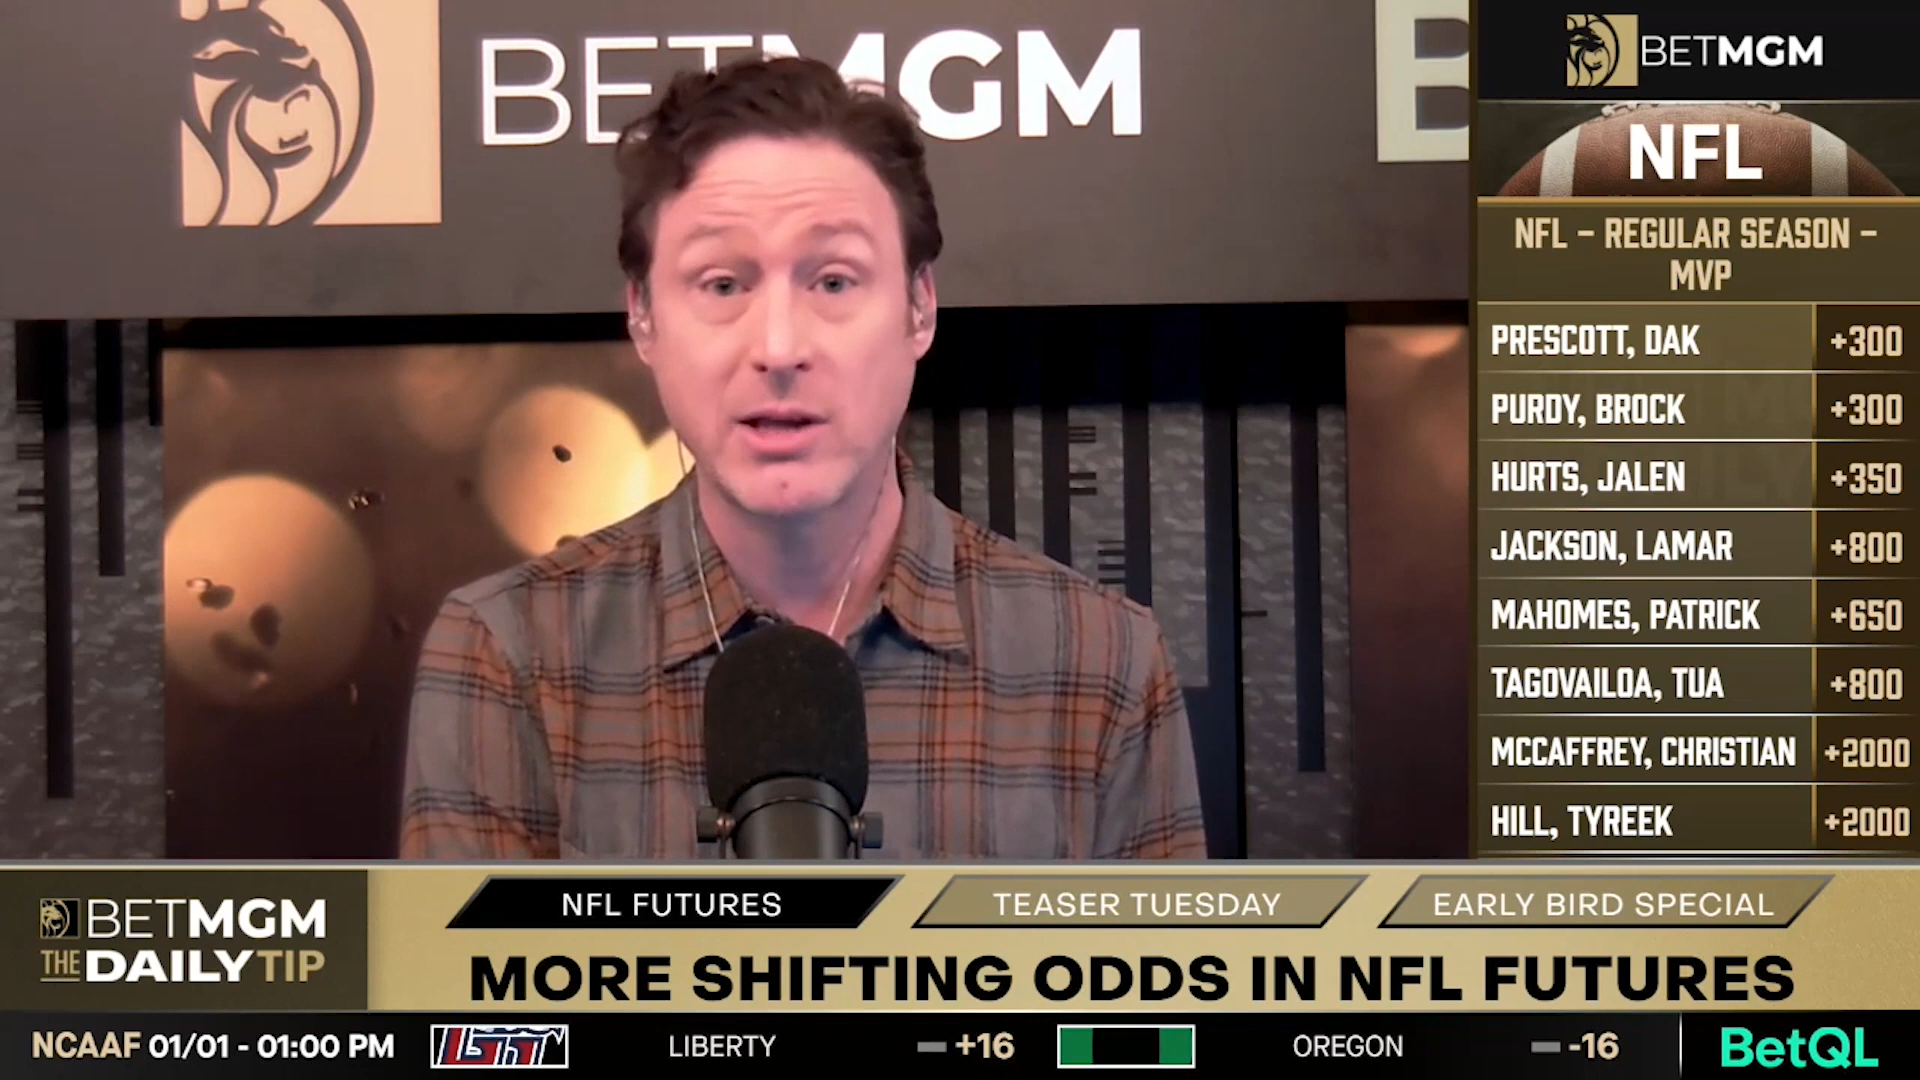 BETMGM
B
BETMGM
NFL
NFL - REGULAR SEASON -
MVP
PRESCOTT, DAK +300
PURDY, BROCK +300
HURTS, JALEN +350
JACKSON, LAMAR +800
MAHOMES, PATRICK +650
TAGOVAILOA, TUA +800
MCCAFFREY, CHRISTIAN +2000
HILL, TYREEK +2000
BETMGM
THE DAILY TIP
NFL FUTURES
TEASER TUESDAY
EARLY BIRD SPECIAL
MORE SHIFTING ODDS IN NFL FUTURES
NCAAF 01/01 - 01:00 PM LIBERTY +16 OREGON -16 BetQL